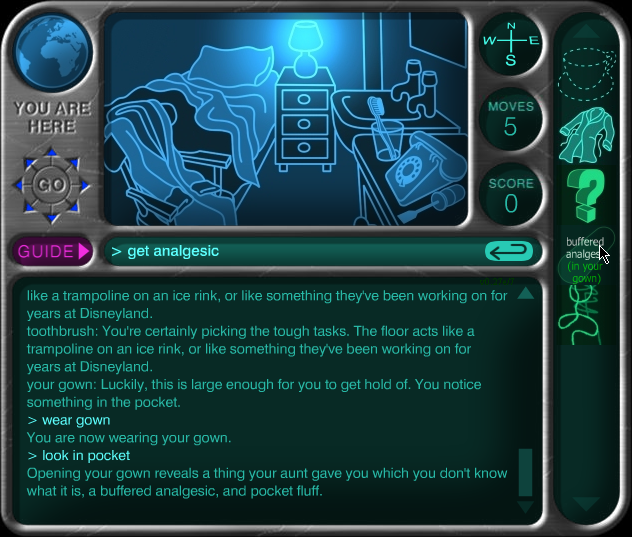 YOU ARE
HERE
GO
N
W E
S
MOVES
5
SCORE
0
GUIDE
> get analgesic
like a trampoline on an ice rink, or like something they've been working on for
years at Disneyland.
toothbrush: You're certainly picking the tough tasks. The floor acts like a
trampoline on an ice rink, or like something they've been working on for
years at Disneyland.
your gown: Luckily, this is large enough for you to get hold of. You notice
something in the pocket.
> wear gown
You are now wearing your gown.
> look in pocket
Opening your gown reveals a thing your aunt gave you which you don't know
what it is, a buffered analgesic, and pocket fluff.
buffered
analges
(in your
gown)